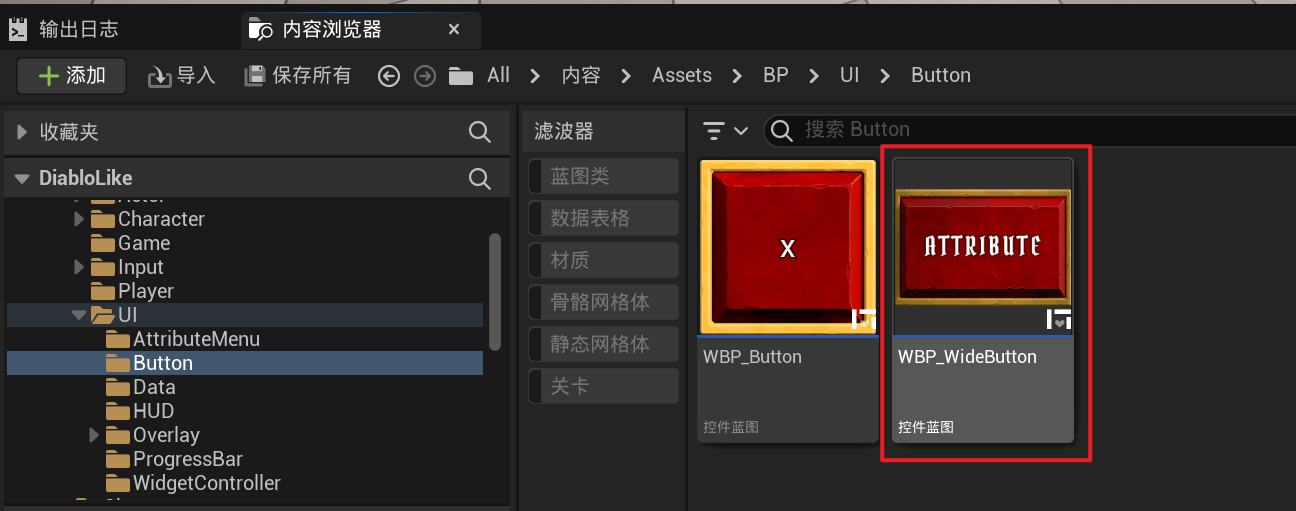 输出日志
内容浏览器
添加
导入
保存所有
All
内容
Assets
BP
UI
Button
收藏夹
DiabloLike
Character
Game
Input
Player
UI
AttributeMenu
Button
Data
HUD
Overlay
ProgressBar
WidgetController
滤波器
蓝图类
数据表格
材质
骨骼网格体
静态网格体
关卡
搜索 Button
X
WBP_Button
控件蓝图
ATTRIBUTE
WBP_WideButton
控件蓝图